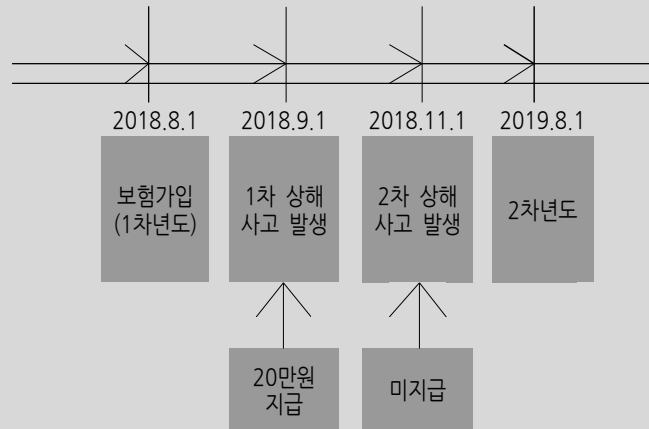 2018.8.1
2018.9.1
2018.11.1
2019.8.1
보험가입
(1차년도)
1차 상해
사고 발생
2차 상해
사고 발생
2차년도
20만원
지급
미지급